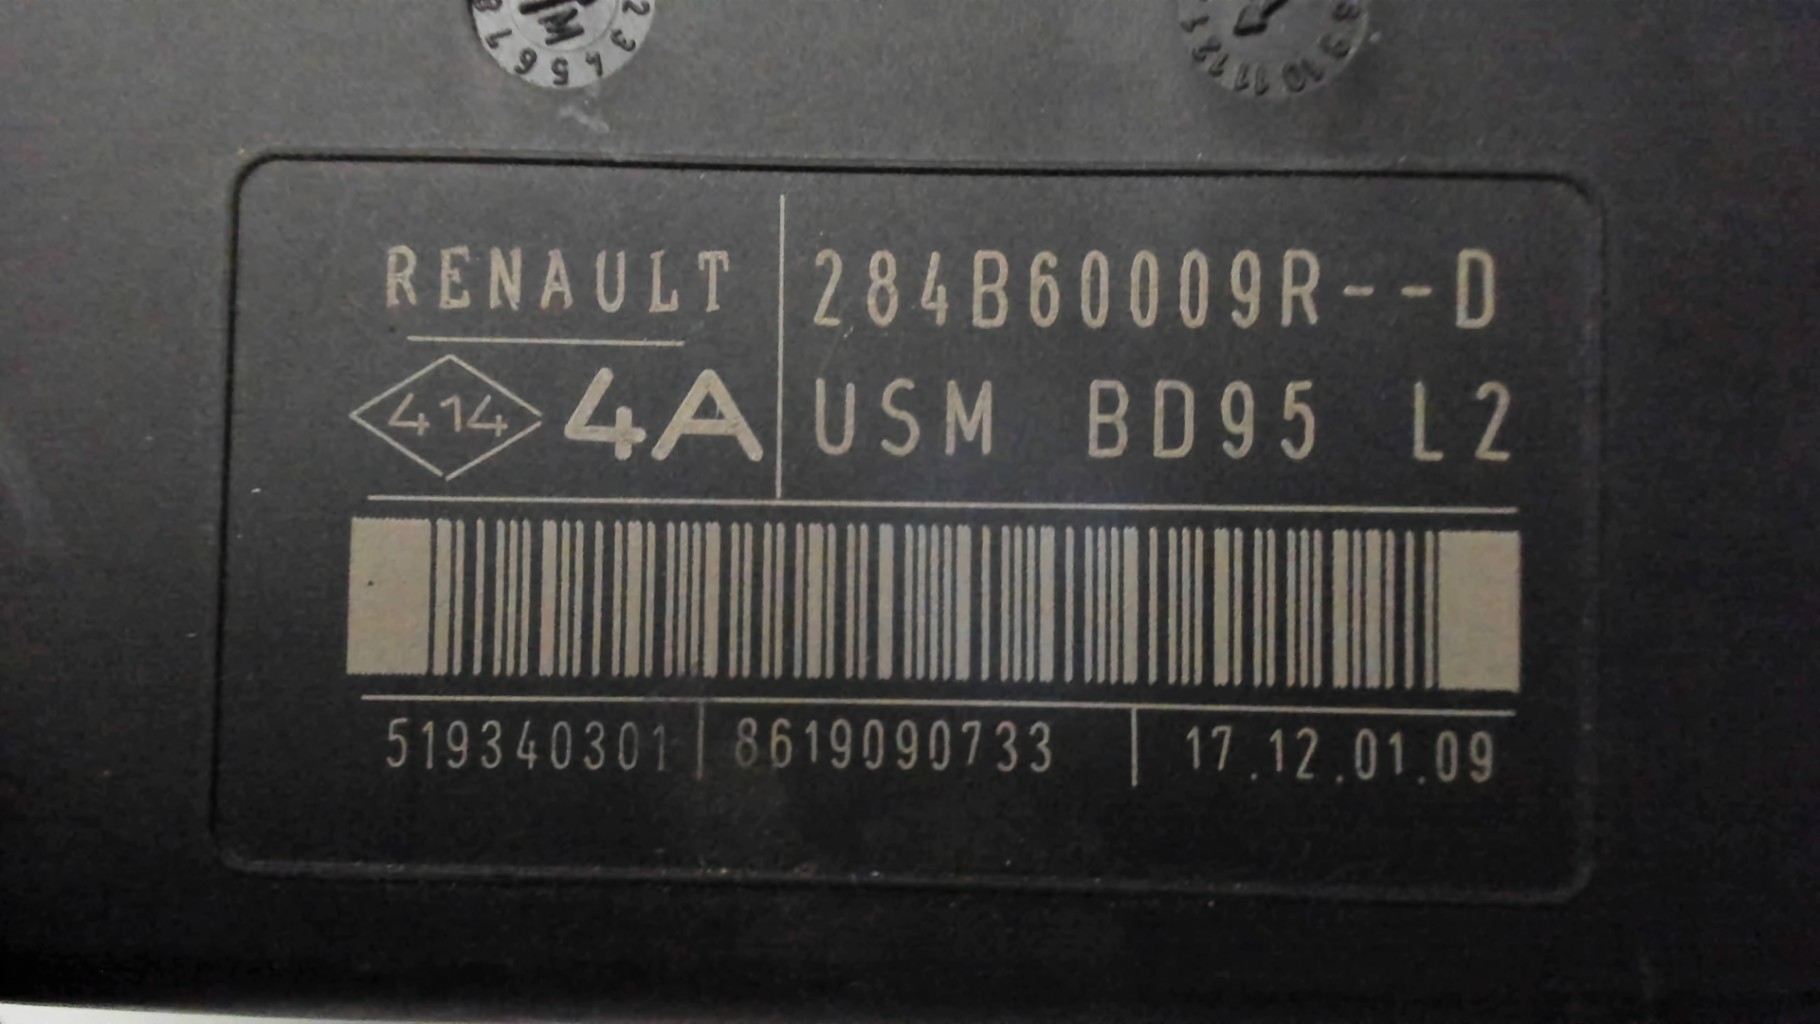 RENAULT
284B60009R--D
414 4A
USM BD95 L2
519340301 8619090733 17.12.01.09